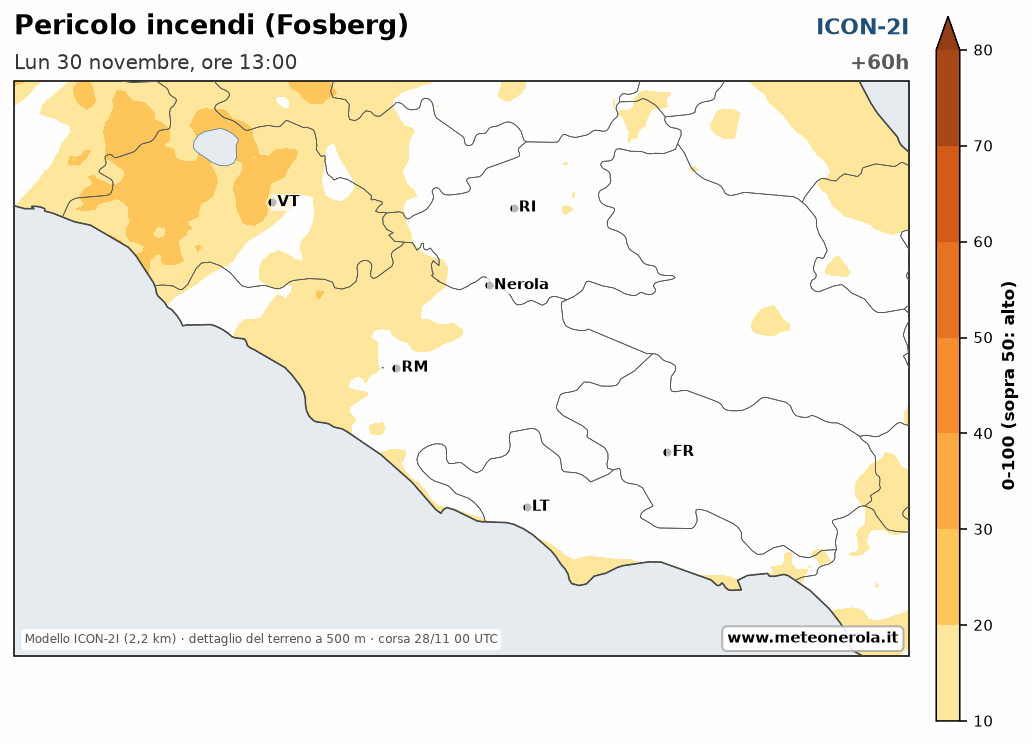 Pericolo incendi (Fosberg)
ICON-2I
Lun 30 novembre, ore 13:00
+60h
VT
RI
Nerola
RM
FR
LT
80
70
60
50
40
30
20
10
0-100 (sopra 50: alto)
Modello ICON-2I (2,2 km) · dettaglio del terreno a 500 m · corsa 28/11 00 UTC
www.meteonerola.it